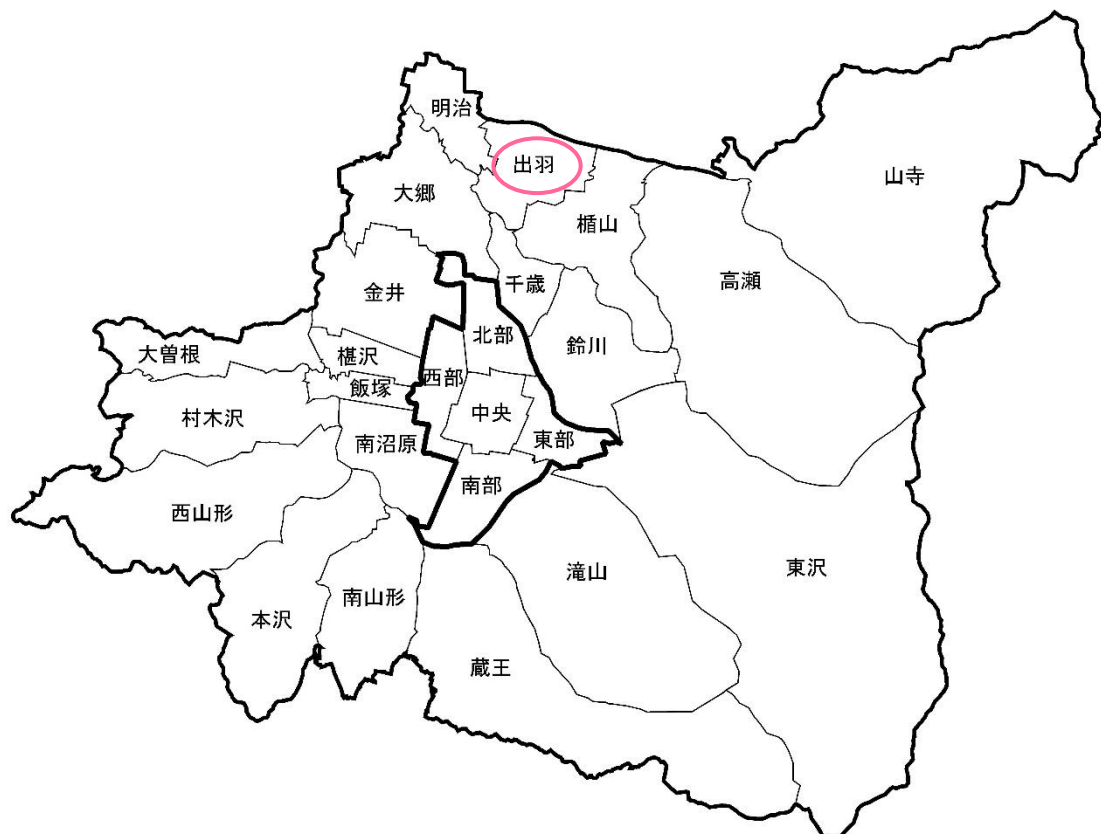 明治
出羽
山寺
大郷
楯山
高瀬
千歳
金井
北部
鈴川
大曽根
椹沢
西部
飯塚
村木沢
中央
南沼原
東部
南部
西山形
滝山
東沢
南山形
本沢
蔵王